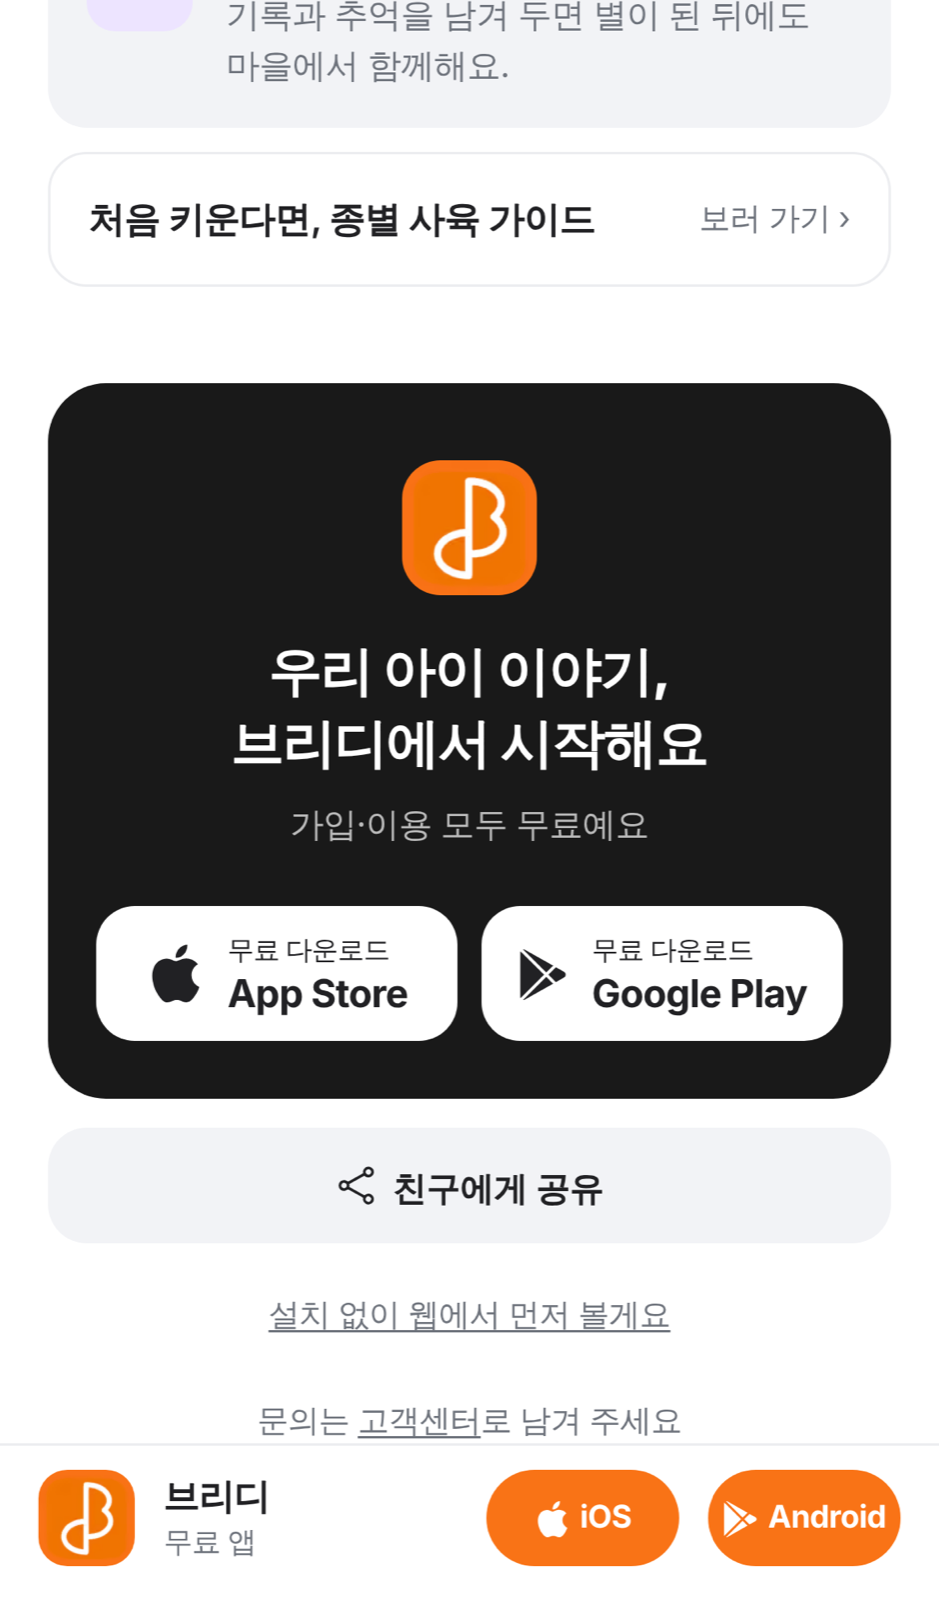 기록과 추억을 남겨 두면 별이 된 뒤에도
마을에서 함께해요.
처음 키운다면, 종별 사육 가이드
보러 가기 ›
우리 아이 이야기,
브리디에서 시작해요
가입·이용 모두 무료예요
무료 다운로드
App Store
무료 다운로드
Google Play
친구에게 공유
설치 없이 웹에서 먼저 볼게요
문의는 고객센터로 남겨 주세요
브리디
무료 앱
iOS
Android